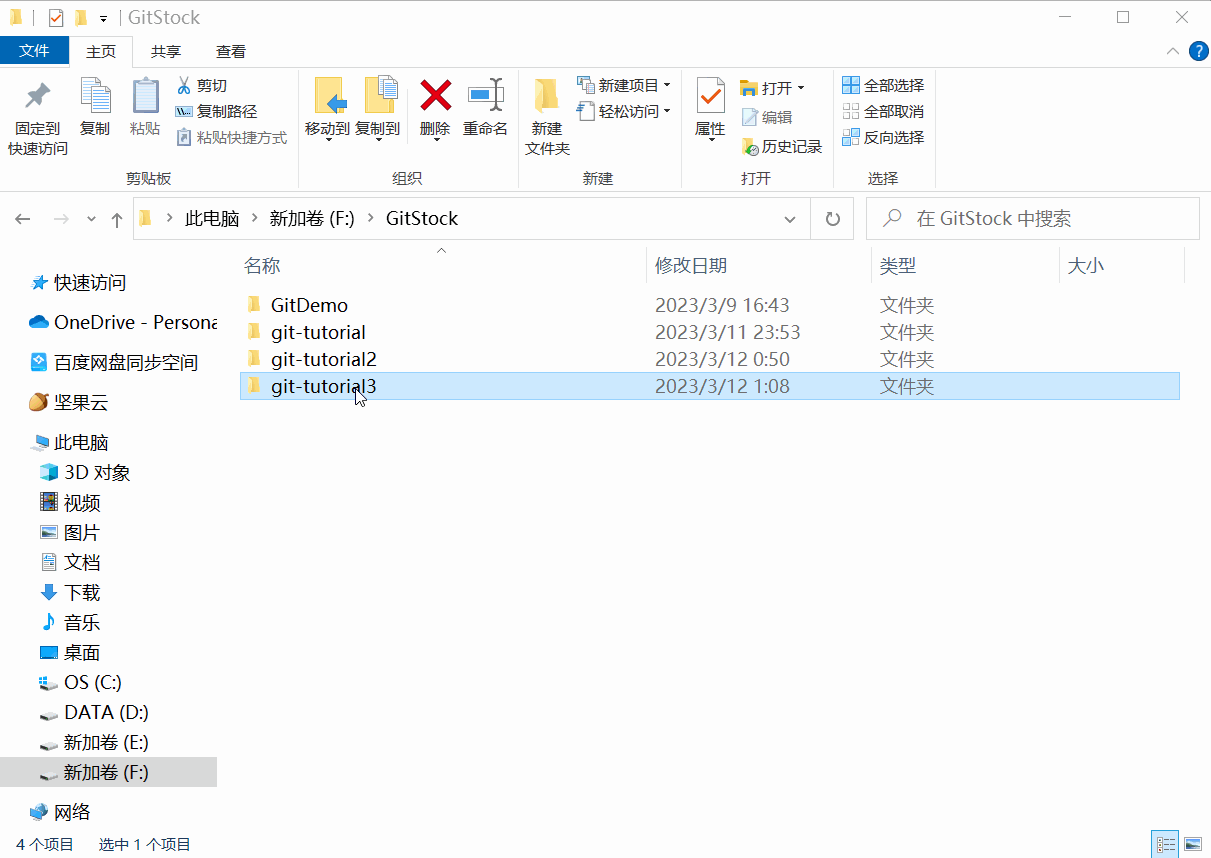 GitStock
文件 主页 共享 查看
固定到
快速访问
复制
粘贴
剪切
复制路径
粘贴快捷方式
剪贴板
移动到 复制到 删除 重命名
组织
新建
文件夹
新建项目
轻松访问
新建
属性
打开
编辑
历史记录
打开
全部选择
全部取消
反向选择
选择
此电脑 新加卷 (F:) GitStock
在 GitStock 中搜索
名称 修改日期 类型 大小
GitDemo 2023/3/9 16:43 文件夹
git-tutorial 2023/3/11 23:53 文件夹
git-tutorial2 2023/3/12 0:50 文件夹
git-tutorial3 2023/3/12 1:08 文件夹
快速访问
OneDrive - Persona
百度网盘同步空间
坚果云
此电脑
3D 对象
视频
图片
文档
下载
音乐
桌面
OS (C:)
DATA (D:)
新加卷 (E:)
新加卷 (F:)
网络
4 个项目 选中 1 个项目